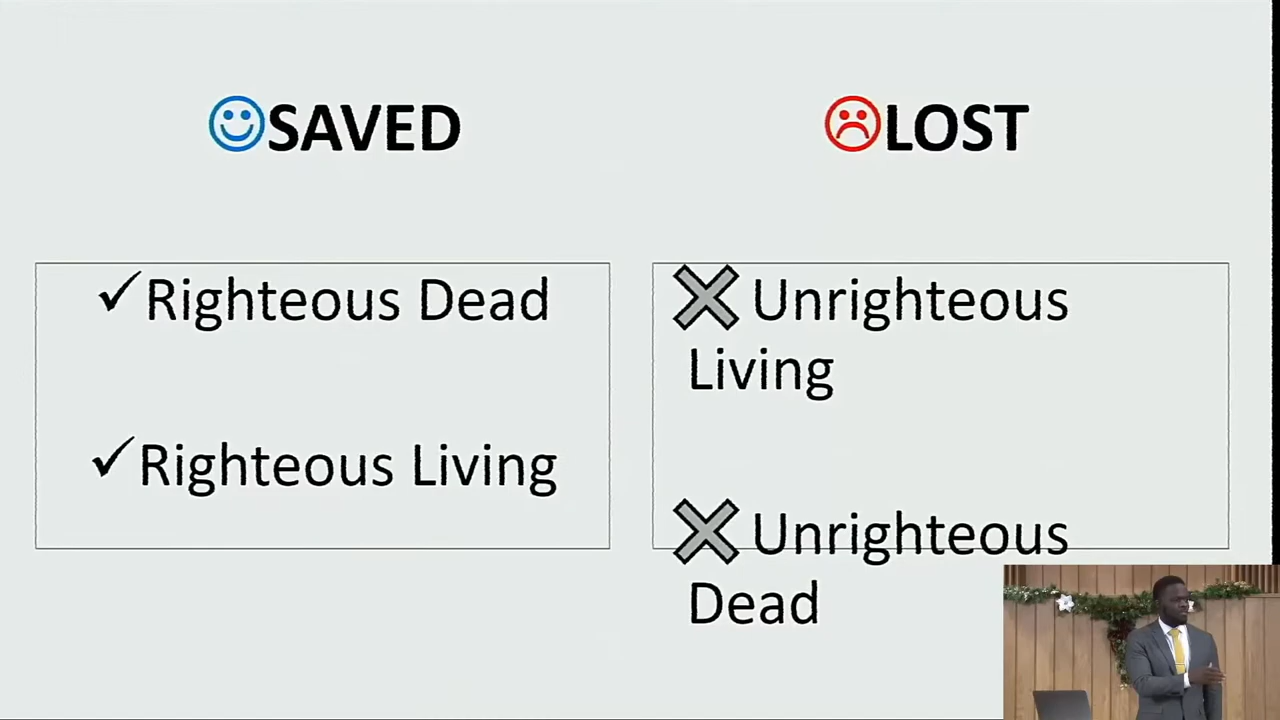 SAVED
LOST
Righteous Dead
Righteous Living
Unrighteous
Living
Unrighteous
Dead